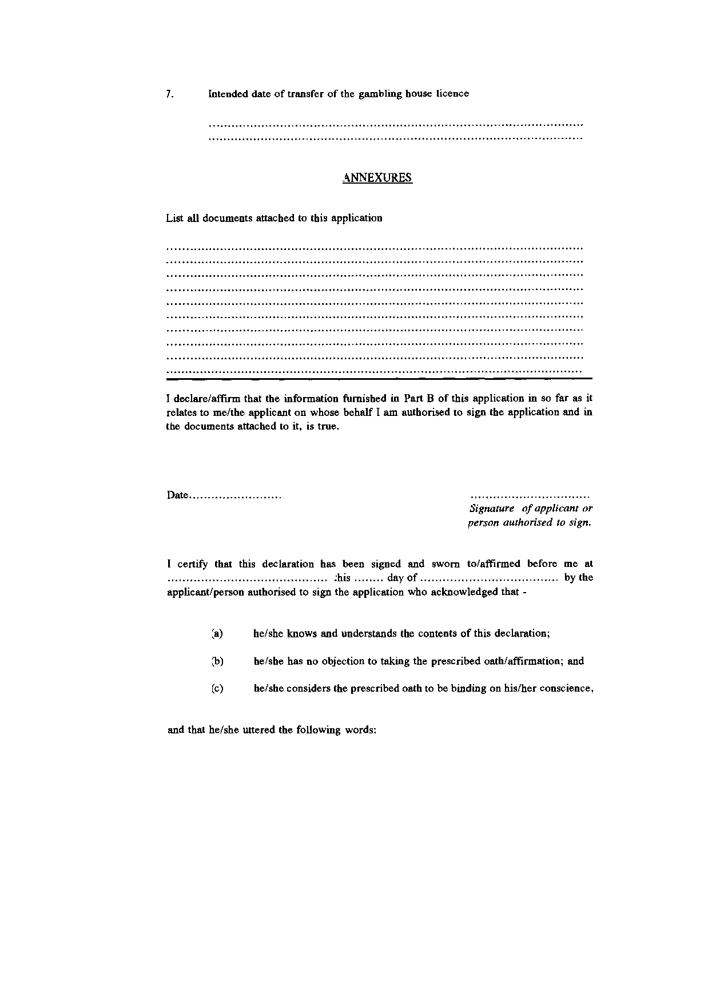 7. Intended date of transfer of the gambling house licence
....................................................................................................
....................................................................................................
ANNEXURES
List all documents attached to this application
................................................................................................................
................................................................................................................
................................................................................................................
................................................................................................................
................................................................................................................
................................................................................................................
................................................................................................................
................................................................................................................
................................................................................................................
................................................................................................................
I declare/affirm that the information furnished in Part B of this application in so far as it
relates to me/the applicant on whose behalf I am authorised to sign the application and in
the documents attached to it, is true.
Date......................... ................................
Signature of applicant or
person authorised to sign.
I certify that this declaration has been signed and sworn to/affirmed before me at
........................................... this ........ day of ..................................... by the
applicant/person authorised to sign the application who acknowledged that -
(a) he/she knows and understands the contents of this declaration;
(b) he/she has no objection to taking the prescribed oath/affirmation; and
(c) he/she considers the prescribed oath to be binding on his/her conscience,
and that he/she uttered the following words: